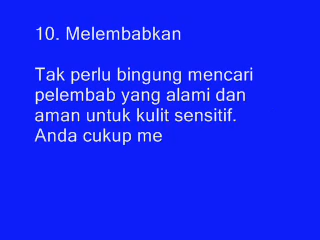 10. Melembabkan
Tak perlu bingung mencari
pelembab yang alami dan
aman untuk kulit sensitif.
Anda cukup me